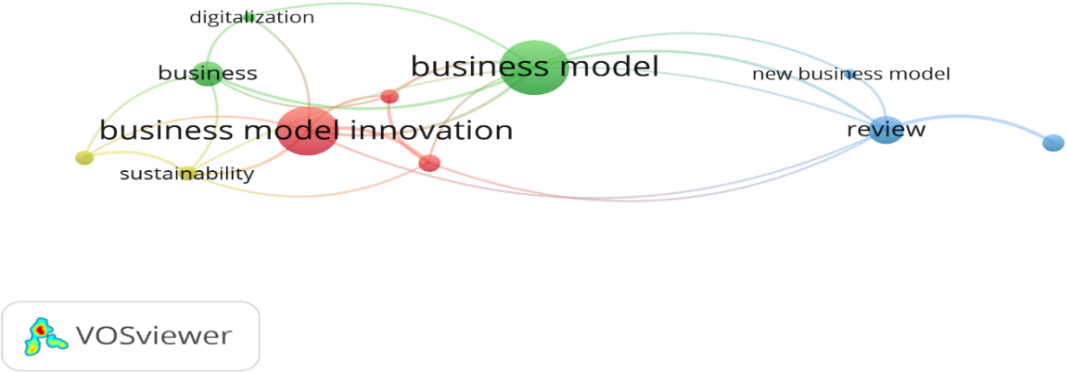 digitalization
business model
business
new business model
business model innovation
review
sustainability
VOSviewer